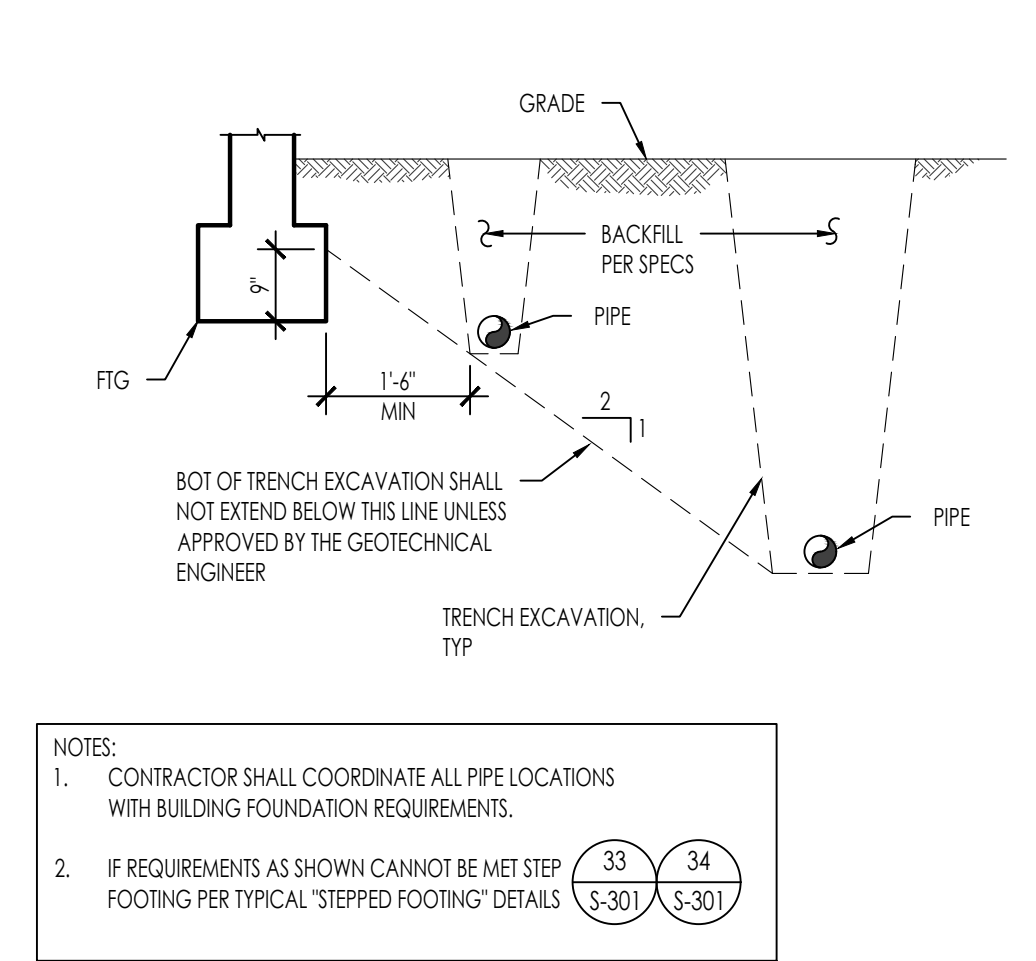 GRADE
BACKFILL
PER SPECS
9"
PIPE
FTG
1'-6"
MIN
2
1
BOT OF TRENCH EXCAVATION SHALL
NOT EXTEND BELOW THIS LINE UNLESS
APPROVED BY THE GEOTECHNICAL
ENGINEER
PIPE
TRENCH EXCAVATION,
TYP
NOTES:
1. CONTRACTOR SHALL COORDINATE ALL PIPE LOCATIONS
WITH BUILDING FOUNDATION REQUIREMENTS.
2. IF REQUIREMENTS AS SHOWN CANNOT BE MET STEP
FOOTING PER TYPICAL "STEPPED FOOTING" DETAILS
33
S-301
34
S-301